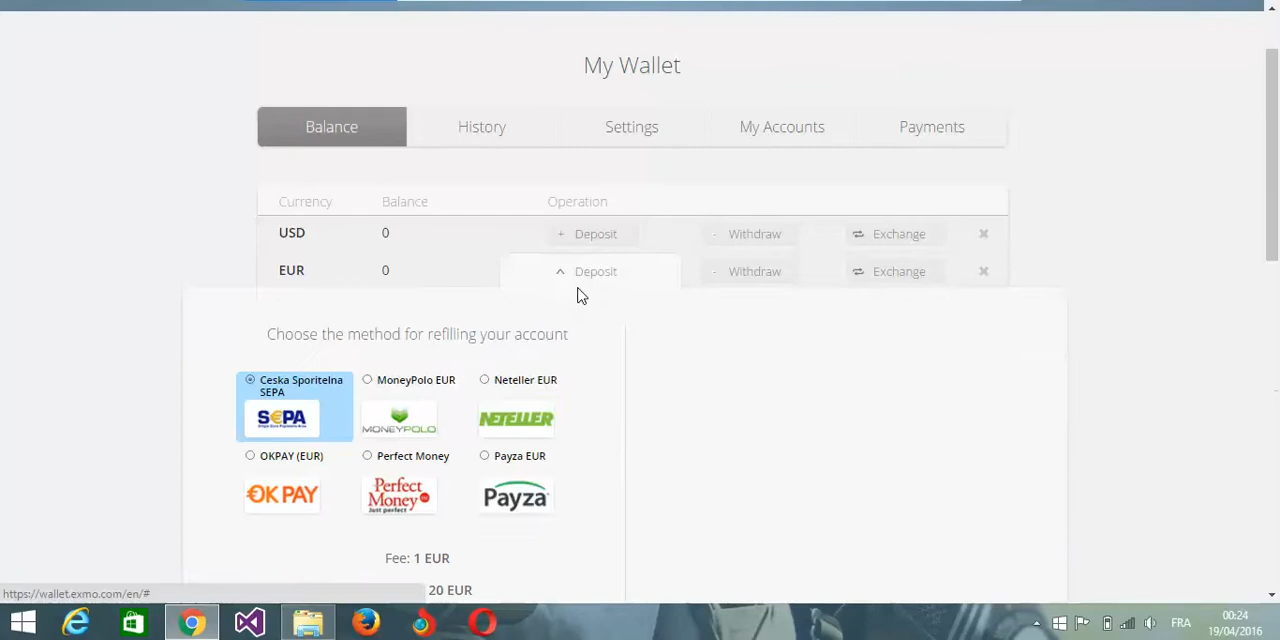 My Wallet
Balance History Settings My Accounts Payments
Currency Balance Operation
USD 0 + Deposit - Withdraw Exchange
EUR 0 Deposit - Withdraw Exchange
Choose the method for refilling your account
Ceska Sporitelna SEPA
MoneyPolo EUR
Neteller EUR
S€PA
MONEYPOLO
NETELLER
OKPAY (EUR)
Perfect Money
Payza EUR
OKPAY
Perfect Money
Just perfect
Payza
Fee: 1 EUR
20 EUR
https://wallet.exmo.com/en/#
FRA
00:24
19/04/2016